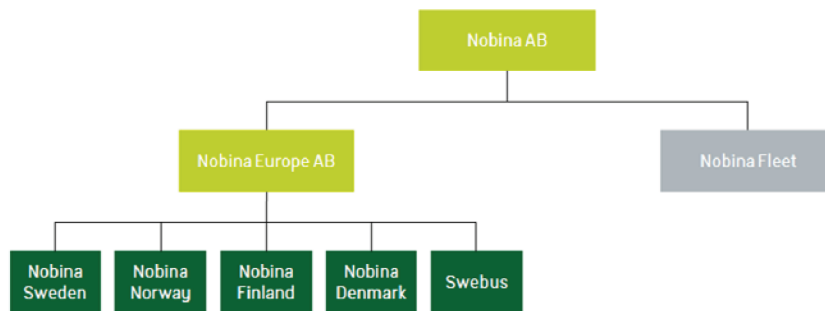 Nobina AB
Nobina Europe AB
Nobina Fleet
Nobina
Sweden
Nobina
Norway
Nobina
Finland
Nobina
Denmark
Swebus